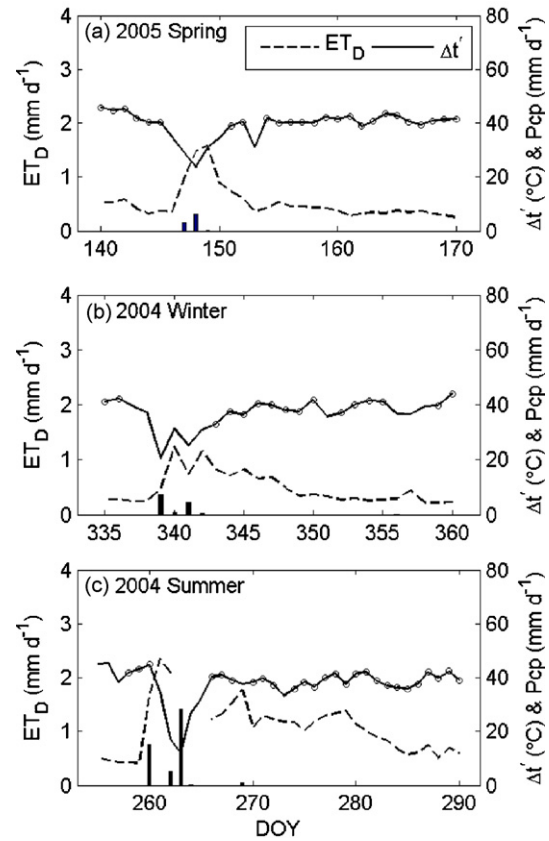 (a) 2005 Spring
ET_D Δt′
ET_D (mm d⁻¹)
4
3
2
1
0
140 150 160 170
80
60
40
20
0
Δt′ (°C) & Pcp (mm d⁻¹)
(b) 2004 Winter
ET_D (mm d⁻¹)
4
3
2
1
0
335 340 345 350 355 360
80
60
40
20
0
Δt′ (°C) & Pcp (mm d⁻¹)
(c) 2004 Summer
ET_D (mm d⁻¹)
4
3
2
1
0
260 270 280 290
80
60
40
20
0
Δt′ (°C) & Pcp (mm d⁻¹)
DOY